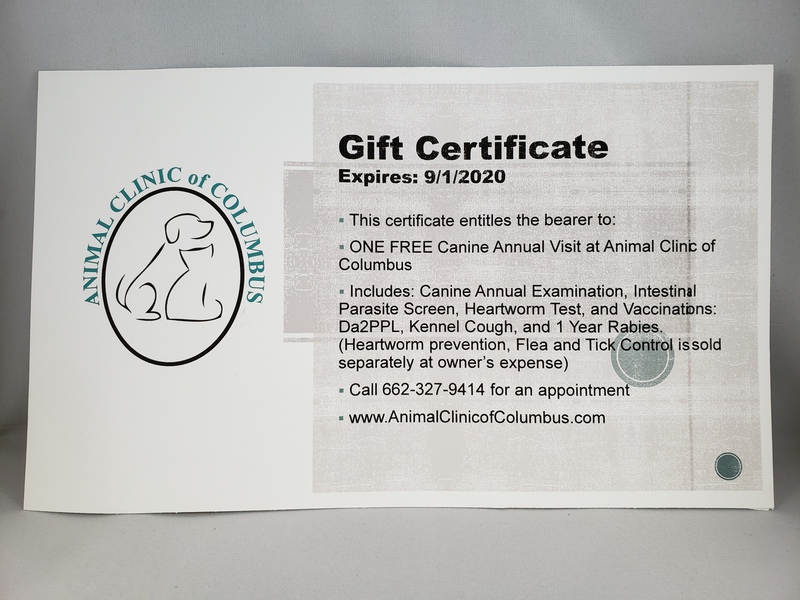 ANIMAL CLINIC of COLUMBUS
Gift Certificate
Expires: 9/1/2020
▪ This certificate entitles the bearer to:
▪ ONE FREE Canine Annual Visit at Animal Clinc of
Columbus
▪ Includes: Canine Annual Examination, Intestinal
Parasite Screen, Heartworm Test, and Vaccinations:
Da2PPL, Kennel Cough, and 1 Year Rabies.
(Heartworm prevention, Flea and Tick Control is sold
separately at owner's expense)
▪ Call 662-327-9414 for an appointment
▪ www.AnimalClinicofColumbus.com